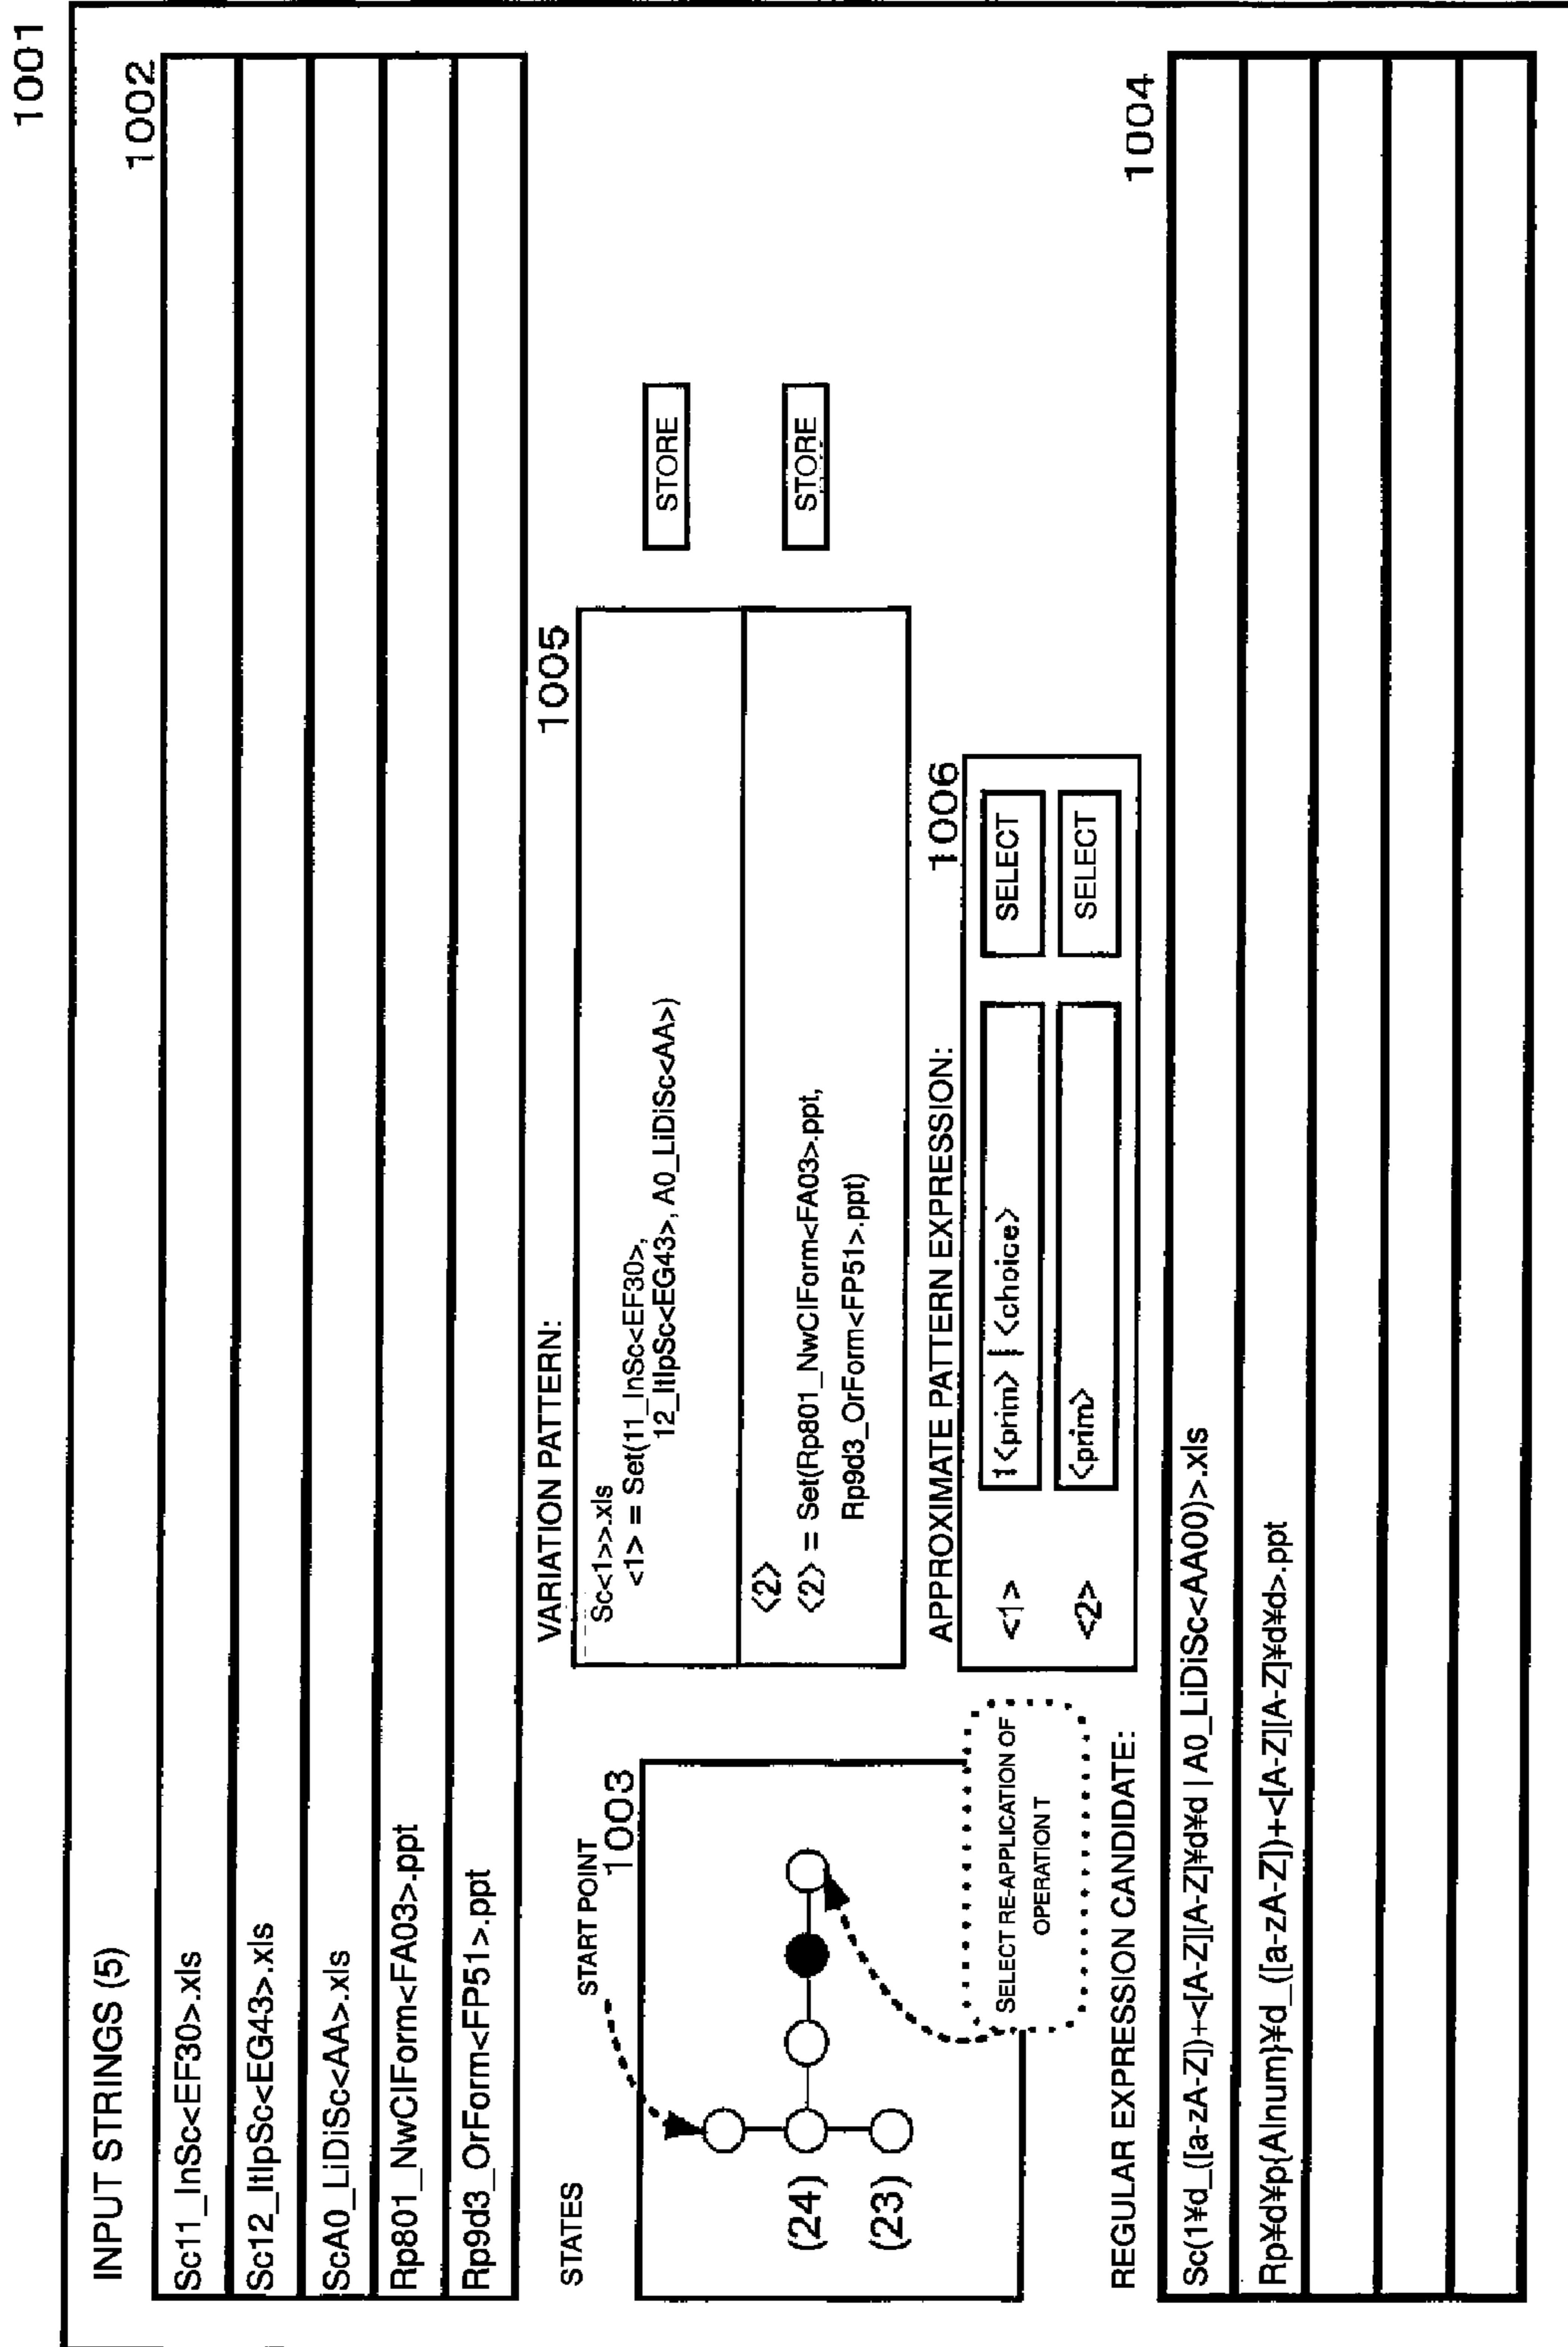 1001
INPUT STRINGS (5)
1002
Sc11_InSc<EF30>.xls
Sc12_ItIpSc<EG43>.xls
ScA0_LiDiSc<AA>.xls
Rp801_NwClForm<FA03>.ppt
Rp9d3_OrForm<FP51>.ppt
STATES
START POINT
1003
(24)
(23)
SELECT RE-APPLICATION OF
OPERATION T
VARIATION PATTERN:
1005
Sc<1>>.xls
<1> = Set(11_InSc<EF30>,
12_ItIpSc<EG43>, A0_LiDiSc<AA>)
STORE
<2>
<2> = Set(Rp801_NwClForm<FA03>.ppt,
Rp9d3_OrForm<FP51>.ppt)
STORE
APPROXIMATE PATTERN EXPRESSION:
1006
<1> 1<prim> | <choice> SELECT
<2> <prim> SELECT
REGULAR EXPRESSION CANDIDATE:
1004
Sc(1¥d_([a-zA-Z])+<[A-Z][A-Z]¥d¥d | A0_LiDiSc<AA00)>.xls
Rp¥d¥p{Alnum}¥d_([a-zA-Z])+<[A-Z][A-Z]¥d¥d>.ppt